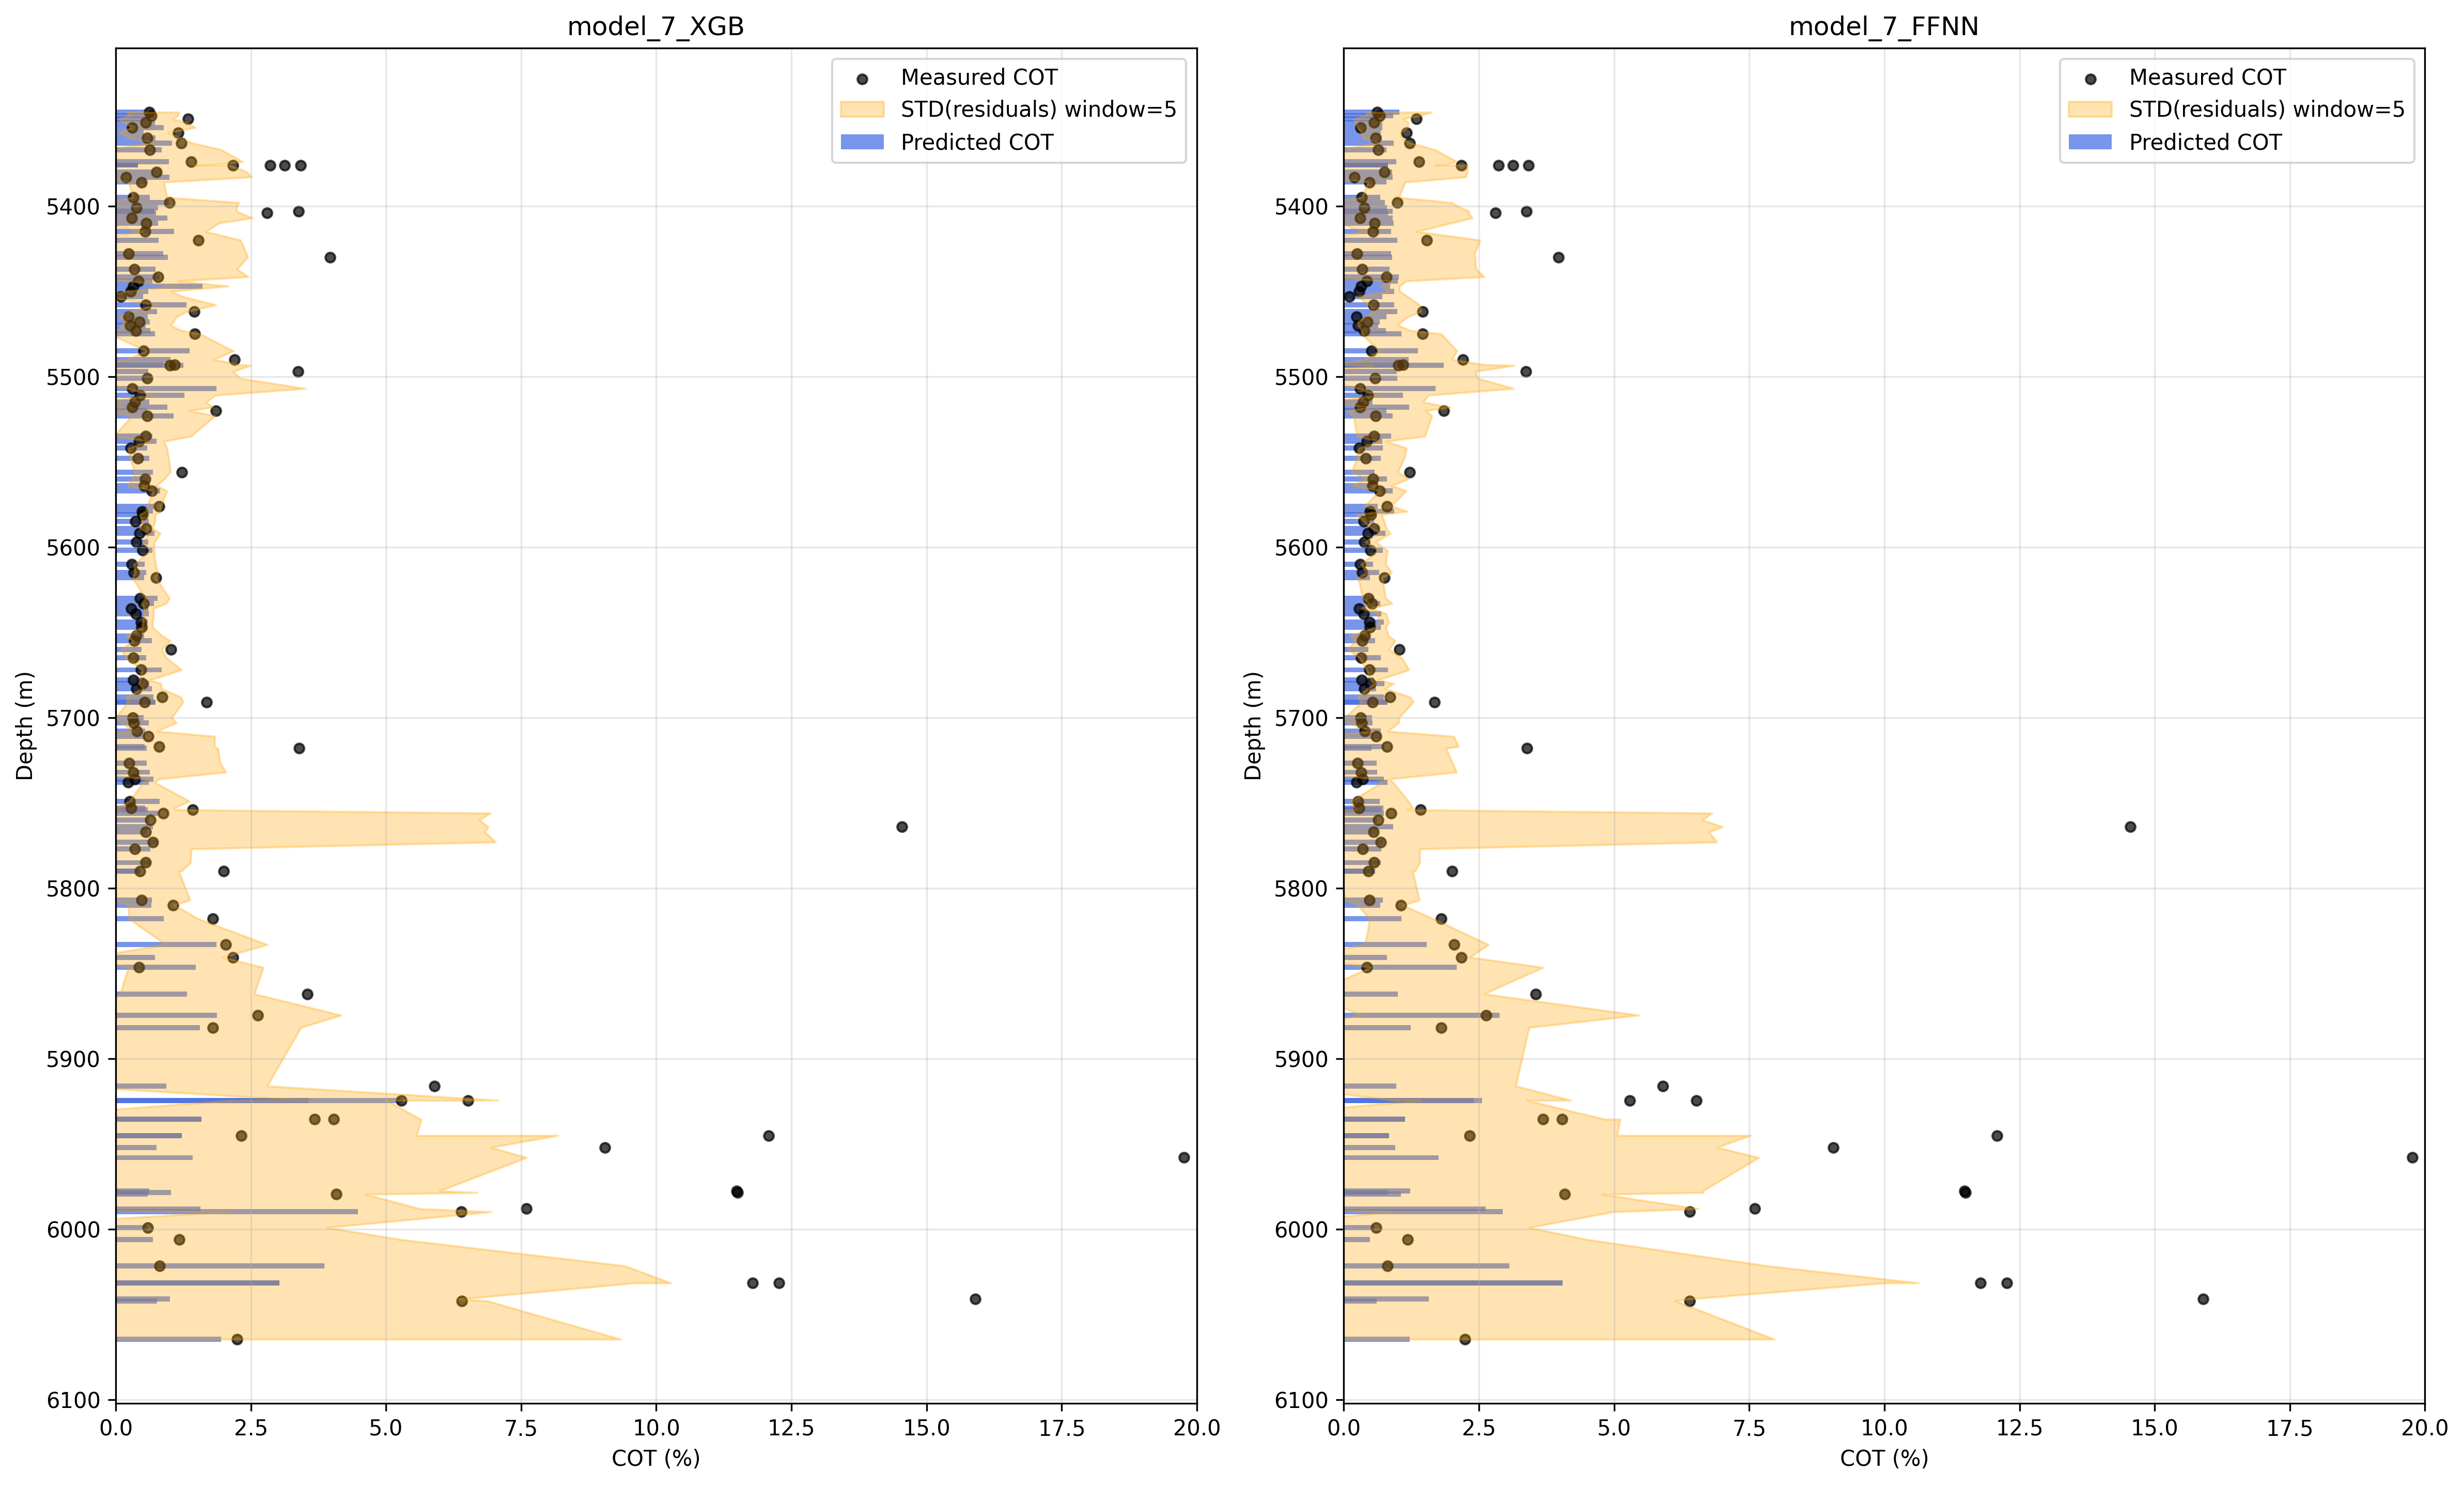 model_7_XGB
Measured COT
STD(residuals) window=5
Predicted COT
Depth (m)
5400
5500
5600
5700
5800
5900
6000
6100
0.0 2.5 5.0 7.5 10.0 12.5 15.0 17.5 20.0
COT (%)
model_7_FFNN
Measured COT
STD(residuals) window=5
Predicted COT
Depth (m)
5400
5500
5600
5700
5800
5900
6000
6100
0.0 2.5 5.0 7.5 10.0 12.5 15.0 17.5 20.0
COT (%)